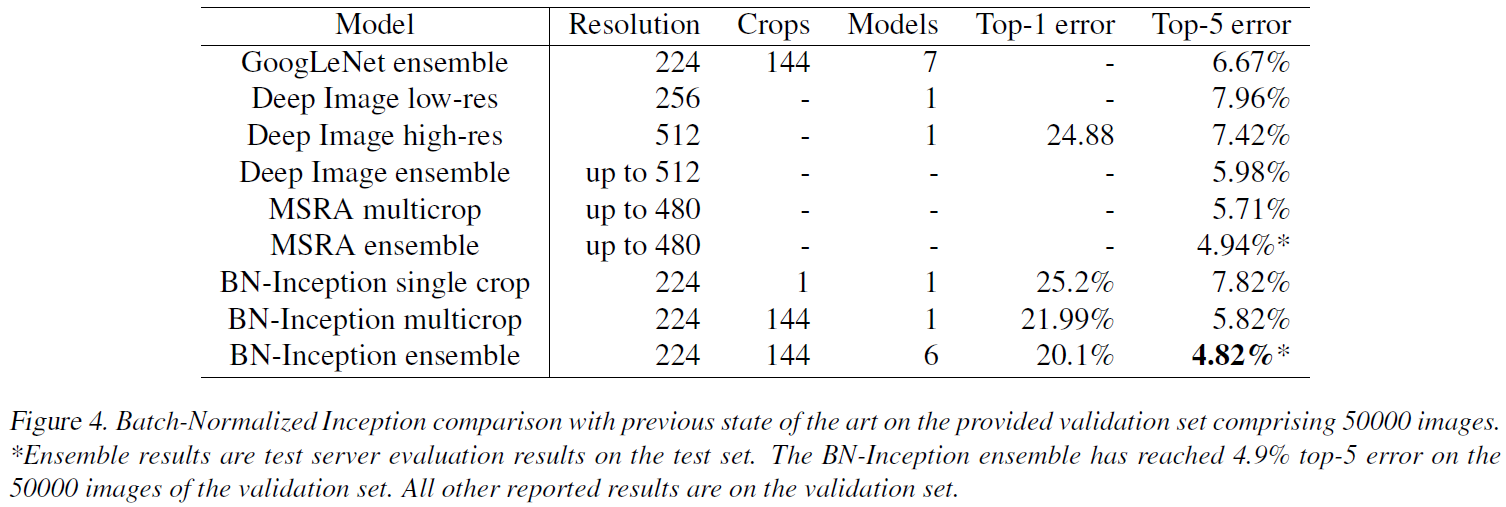 Model Resolution Crops Models Top-1 error Top-5 error
GoogLeNet ensemble 224 144 7 - 6.67%
Deep Image low-res 256 - 1 - 7.96%
Deep Image high-res 512 - 1 24.88 7.42%
Deep Image ensemble up to 512 - - - 5.98%
MSRA multicrop up to 480 - - - 5.71%
MSRA ensemble up to 480 - - - 4.94%*
BN-Inception single crop 224 1 1 25.2% 7.82%
BN-Inception multicrop 224 144 1 21.99% 5.82%
BN-Inception ensemble 224 144 6 20.1% 4.82%*
Figure 4. Batch-Normalized Inception comparison with previous state of the art on the provided validation set comprising 50000 images.
*Ensemble results are test server evaluation results on the test set. The BN-Inception ensemble has reached 4.9% top-5 error on the
50000 images of the validation set. All other reported results are on the validation set.